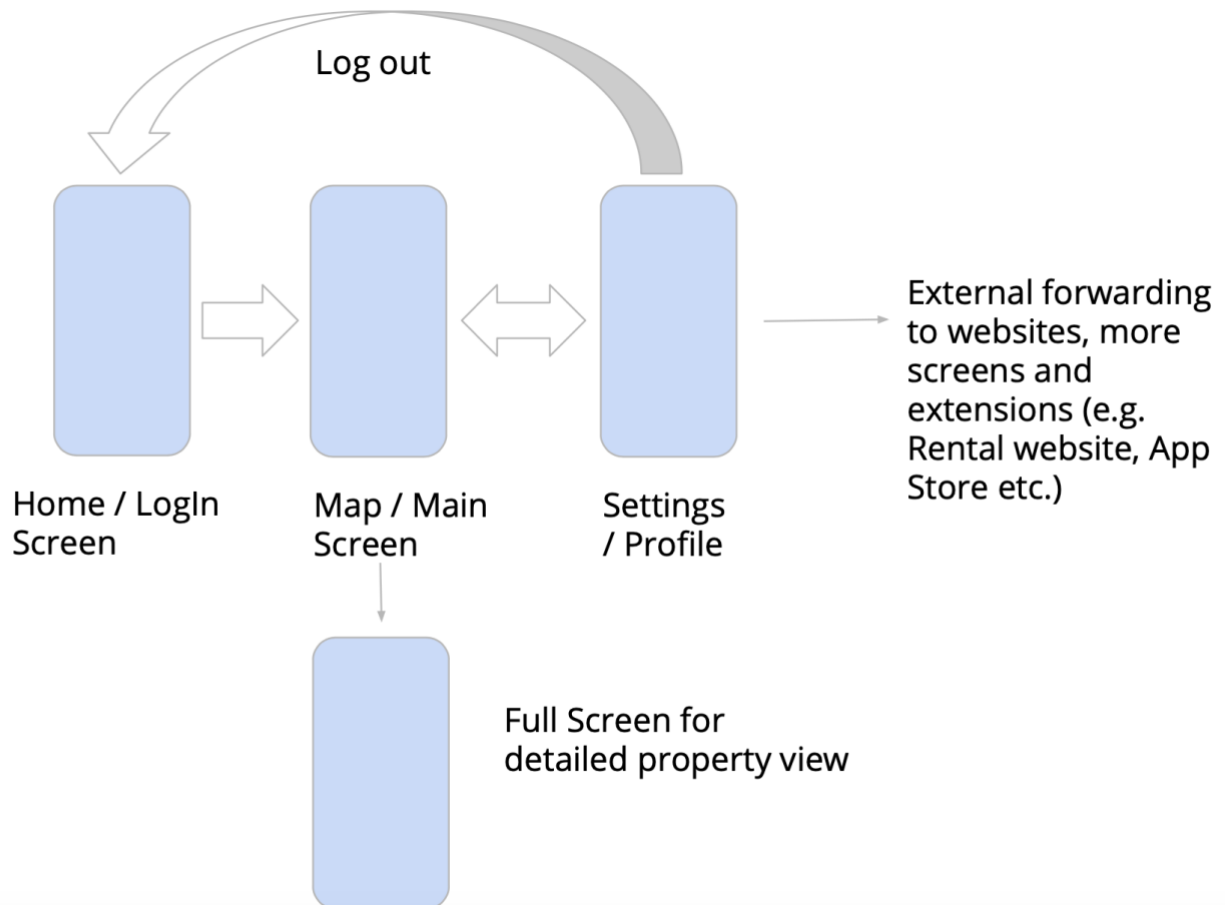 Log out
External forwarding
to websites, more
screens and
extensions (e.g.
Rental website, App
Store etc.)
Home / LogIn
Screen
Map / Main
Screen
Settings
/ Profile
Full Screen for
detailed property view